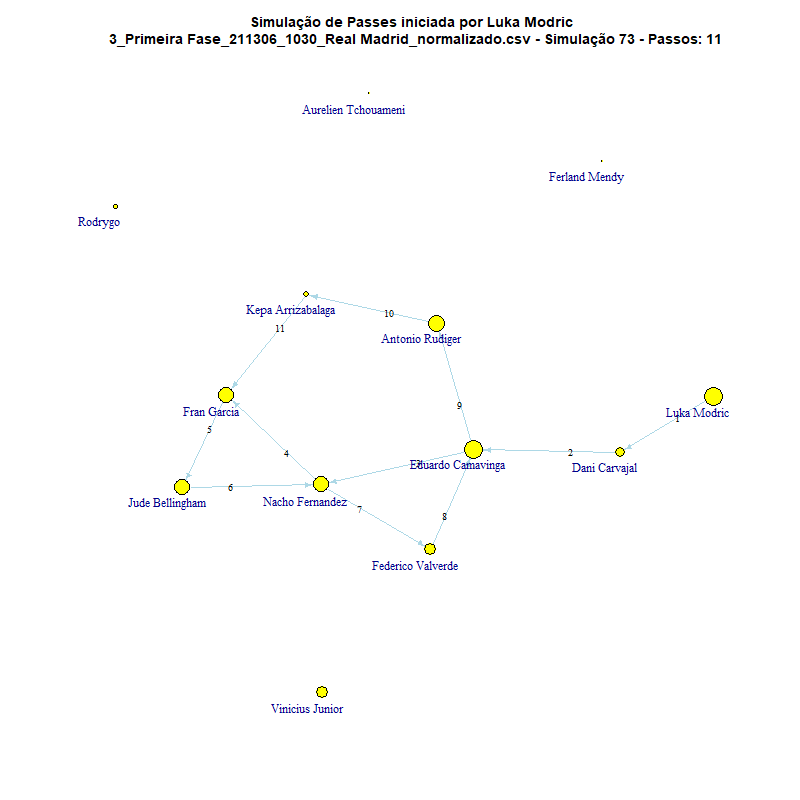 Simulação de Passes iniciada por Luka Modric
3_Primeira Fase_211306_1030_Real Madrid_normalizado.csv - Simulação 73 - Passos: 11
Aurelien Tchouameni
Ferland Mendy
Rodrygo
Kepa Arrizabalaga
10
11
Antonio Rudiger
9
Fran Garcia
Luka Modric
1
5
4
2
Eduardo Camavinga
Dani Carvajal
6
Jude Bellingham
Nacho Fernandez
7
8
Federico Valverde
Vinicius Junior